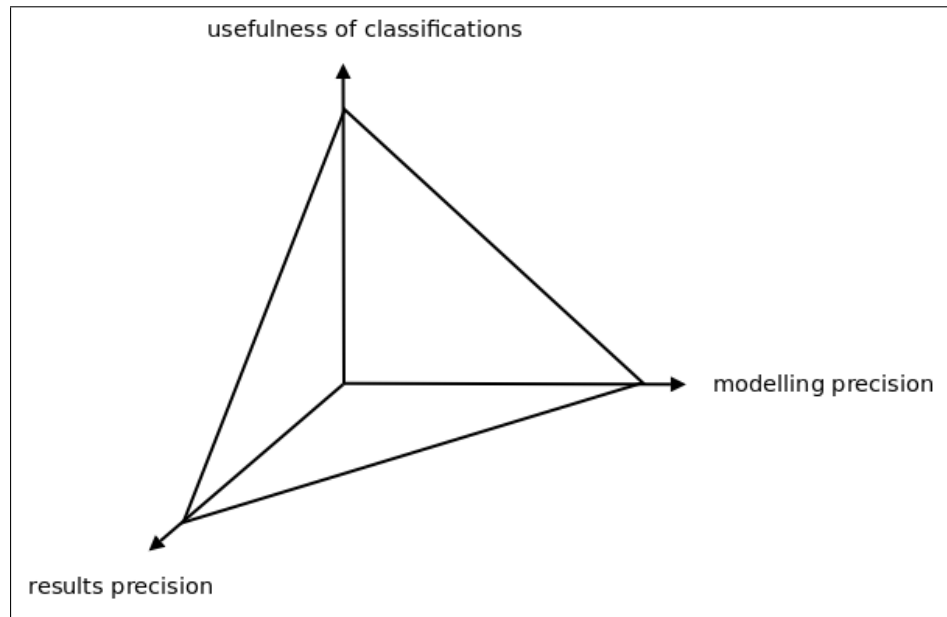 usefulness of classifications
modelling precision
results precision